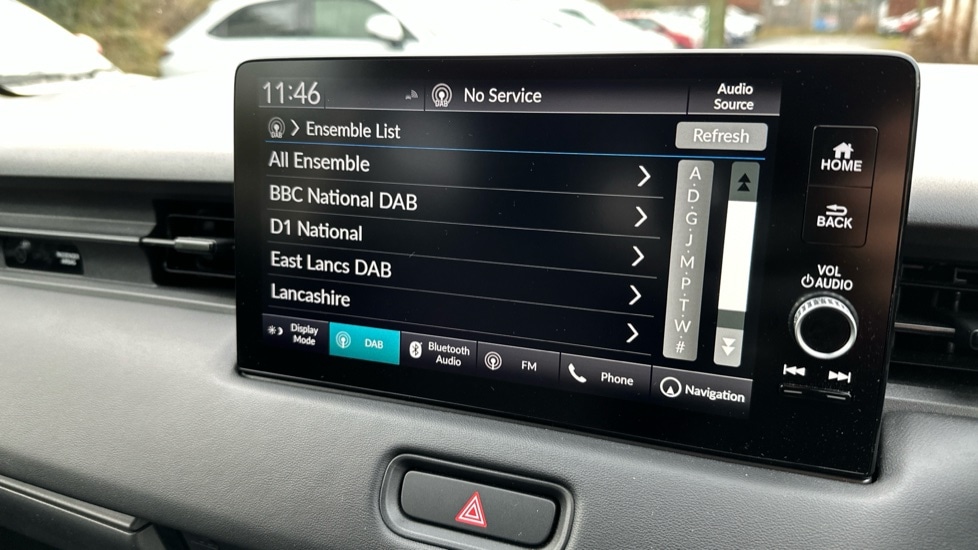 11:46
DAB
No Service
Audio
Source
DAB
Ensemble List
Refresh
All Ensemble
BBC National DAB
D1 National
East Lancs DAB
Lancashire
A
D
G
J
M
P
T
W
#
Display
Mode
DAB
Bluetooth
Audio
FM
Phone
Navigation
HOME
BACK
VOL
AUDIO